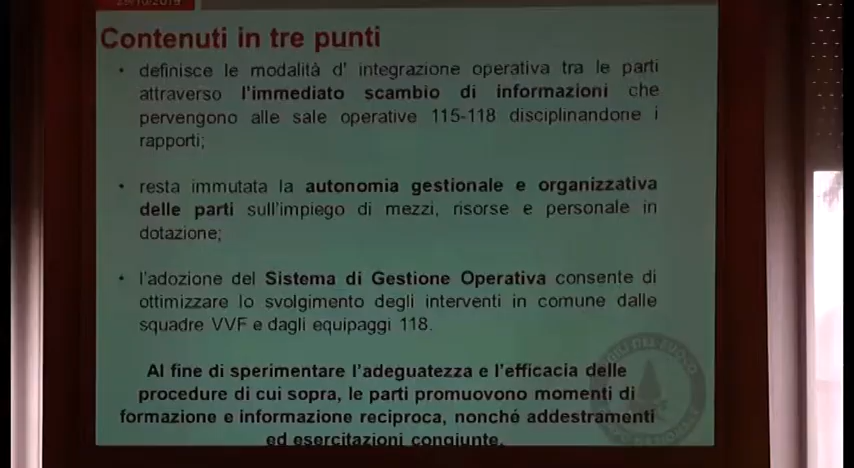 29/10/2019
Contenuti in tre punti
• definisce le modalità d' integrazione operativa tra le parti
attraverso l'immediato scambio di informazioni che
pervengono alle sale operative 115-118 disciplinandone i
rapporti;
• resta immutata la autonomia gestionale e organizzativa
delle parti sull'impiego di mezzi, risorse e personale in
dotazione;
• l'adozione del Sistema di Gestione Operativa consente di
ottimizzare lo svolgimento degli interventi in comune dalle
squadre VVF e dagli equipaggi 118.
Al fine di sperimentare l'adeguatezza e l'efficacia delle
procedure di cui sopra, le parti promuovono momenti di
formazione e informazione reciproca, nonché addestramenti
ed esercitazioni congiunte.